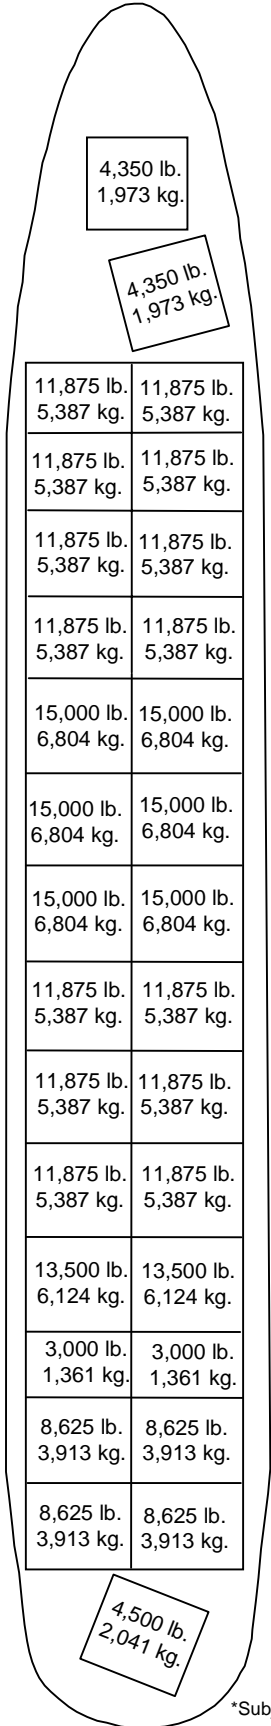 4,350 lb.
1,973 kg.
4,350 lb.
1,973 kg.
11,875 lb. 11,875 lb.
5,387 kg. 5,387 kg.
11,875 lb. 11,875 lb.
5,387 kg. 5,387 kg.
11,875 lb. 11,875 lb.
5,387 kg. 5,387 kg.
11,875 lb. 11,875 lb.
5,387 kg. 5,387 kg.
15,000 lb. 15,000 lb.
6,804 kg. 6,804 kg.
15,000 lb. 15,000 lb.
6,804 kg. 6,804 kg.
15,000 lb. 15,000 lb.
6,804 kg. 6,804 kg.
11,875 lb. 11,875 lb.
5,387 kg. 5,387 kg.
11,875 lb. 11,875 lb.
5,387 kg. 5,387 kg.
11,875 lb. 11,875 lb.
5,387 kg. 5,387 kg.
13,500 lb. 13,500 lb.
6,124 kg. 6,124 kg.
3,000 lb. 3,000 lb.
1,361 kg. 1,361 kg.
8,625 lb. 8,625 lb.
3,913 kg. 3,913 kg.
8,625 lb. 8,625 lb.
3,913 kg. 3,913 kg.
4,500 lb.
2,041 kg.
*Sub